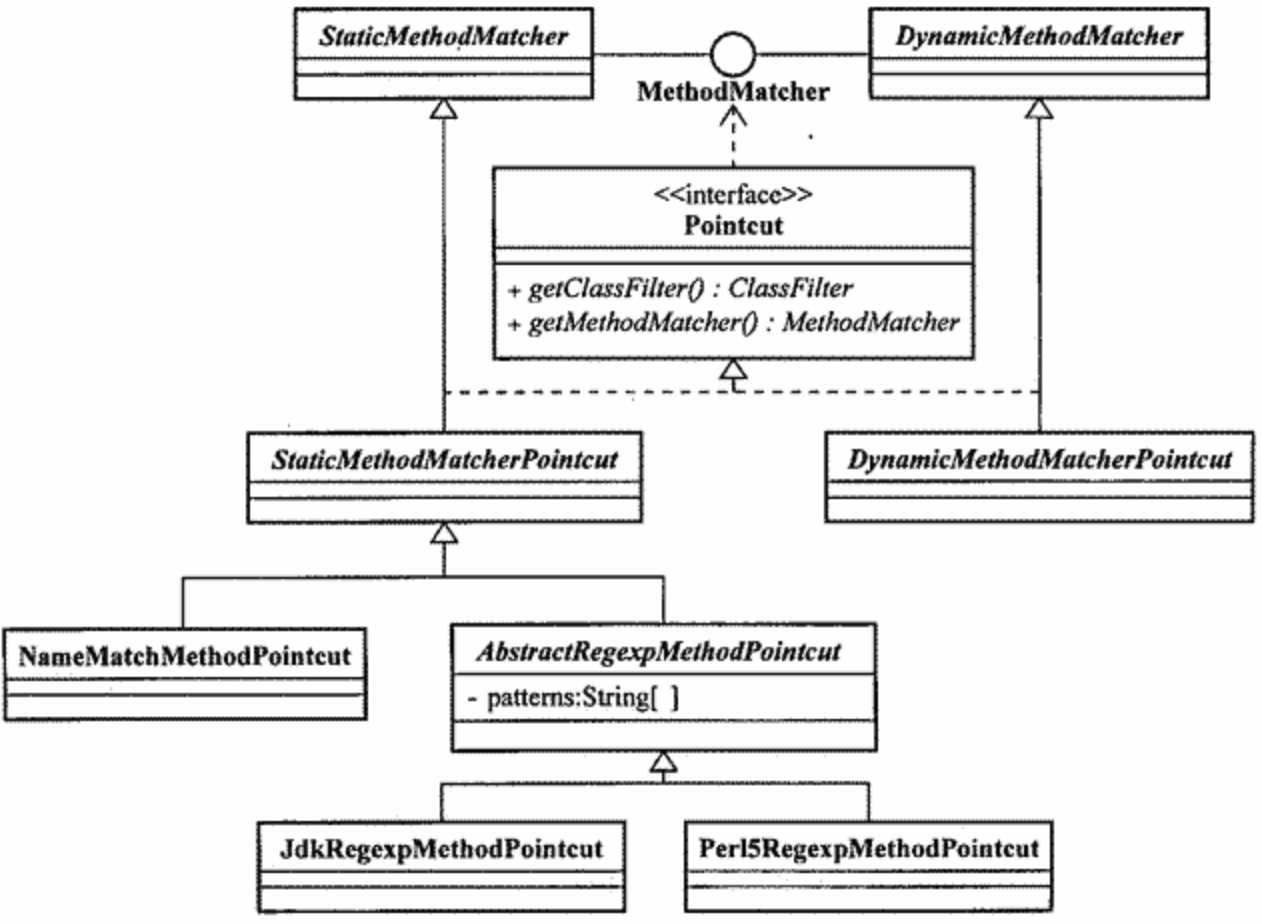 StaticMethodMatcher
DynamicMethodMatcher
MethodMatcher
<<interface>>
Pointcut
+ getClassFilter() : ClassFilter
+ getMethodMatcher() : MethodMatcher
StaticMethodMatcherPointcut
DynamicMethodMatcherPointcut
NameMatchMethodPointcut
AbstractRegexpMethodPointcut
- patterns:String[ ]
JdkRegexpMethodPointcut
Perl5RegexpMethodPointcut